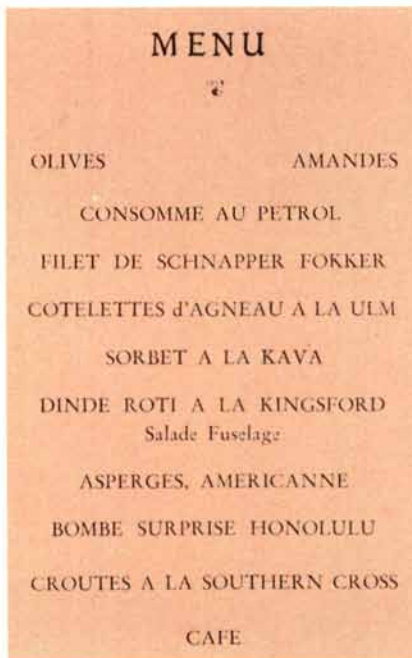 MENU
OLIVES AMANDES
CONSOMME AU PETROL
FILET DE SCHNAPPER FOKKER
COTELETTES d'AGNEAU A LA ULM
SORBET A LA KAVA
DINDE ROTI A LA KINGSFORD
Salade Fuselage
ASPERGES, AMERICANNE
BOMBE SURPRISE HONOLULU
CROUTES A LA SOUTHERN CROSS
CAFE